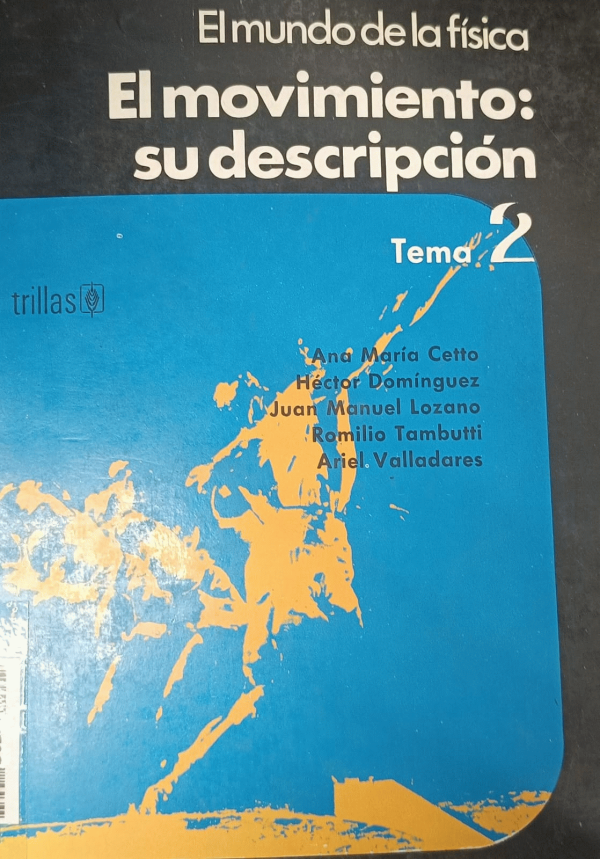 El mundo de la física
El movimiento:
su descripción
Tema 2
trillas
Ana María Cetto
Héctor Domínguez
Juan Manuel Lozano
Romilio Tambutti
Ariel Valladares